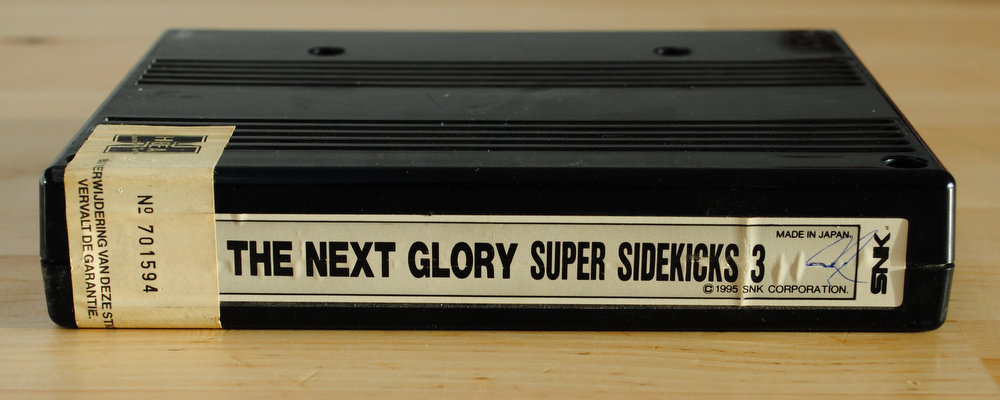 Nº 701594
VERWIJDERING VAN DEZE
VERVALT DE GARANTIE.
THE NEXT GLORY SUPER SIDEKICKS 3
MADE IN JAPAN.
© 1995 SNK CORPORATION.
SNK